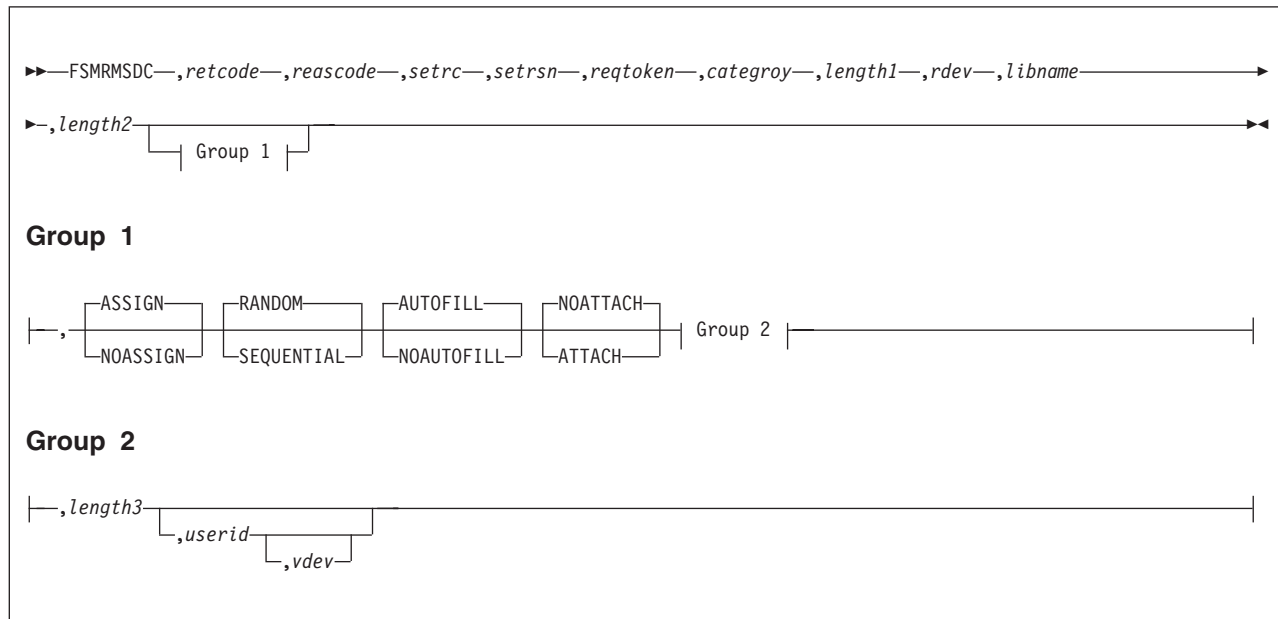 FSMRMSDC ,retcode ,reascode ,setrc ,setrsn ,reqtoken ,categroy ,length1 ,rdev ,libname
,length2
Group 1
Group 1
, ASSIGN RANDOM AUTOFILL NOATTACH
NOASSIGN SEQUENTIAL NOAUTOFILL ATTACH Group 2
Group 2
,length3
,userid
,vdev